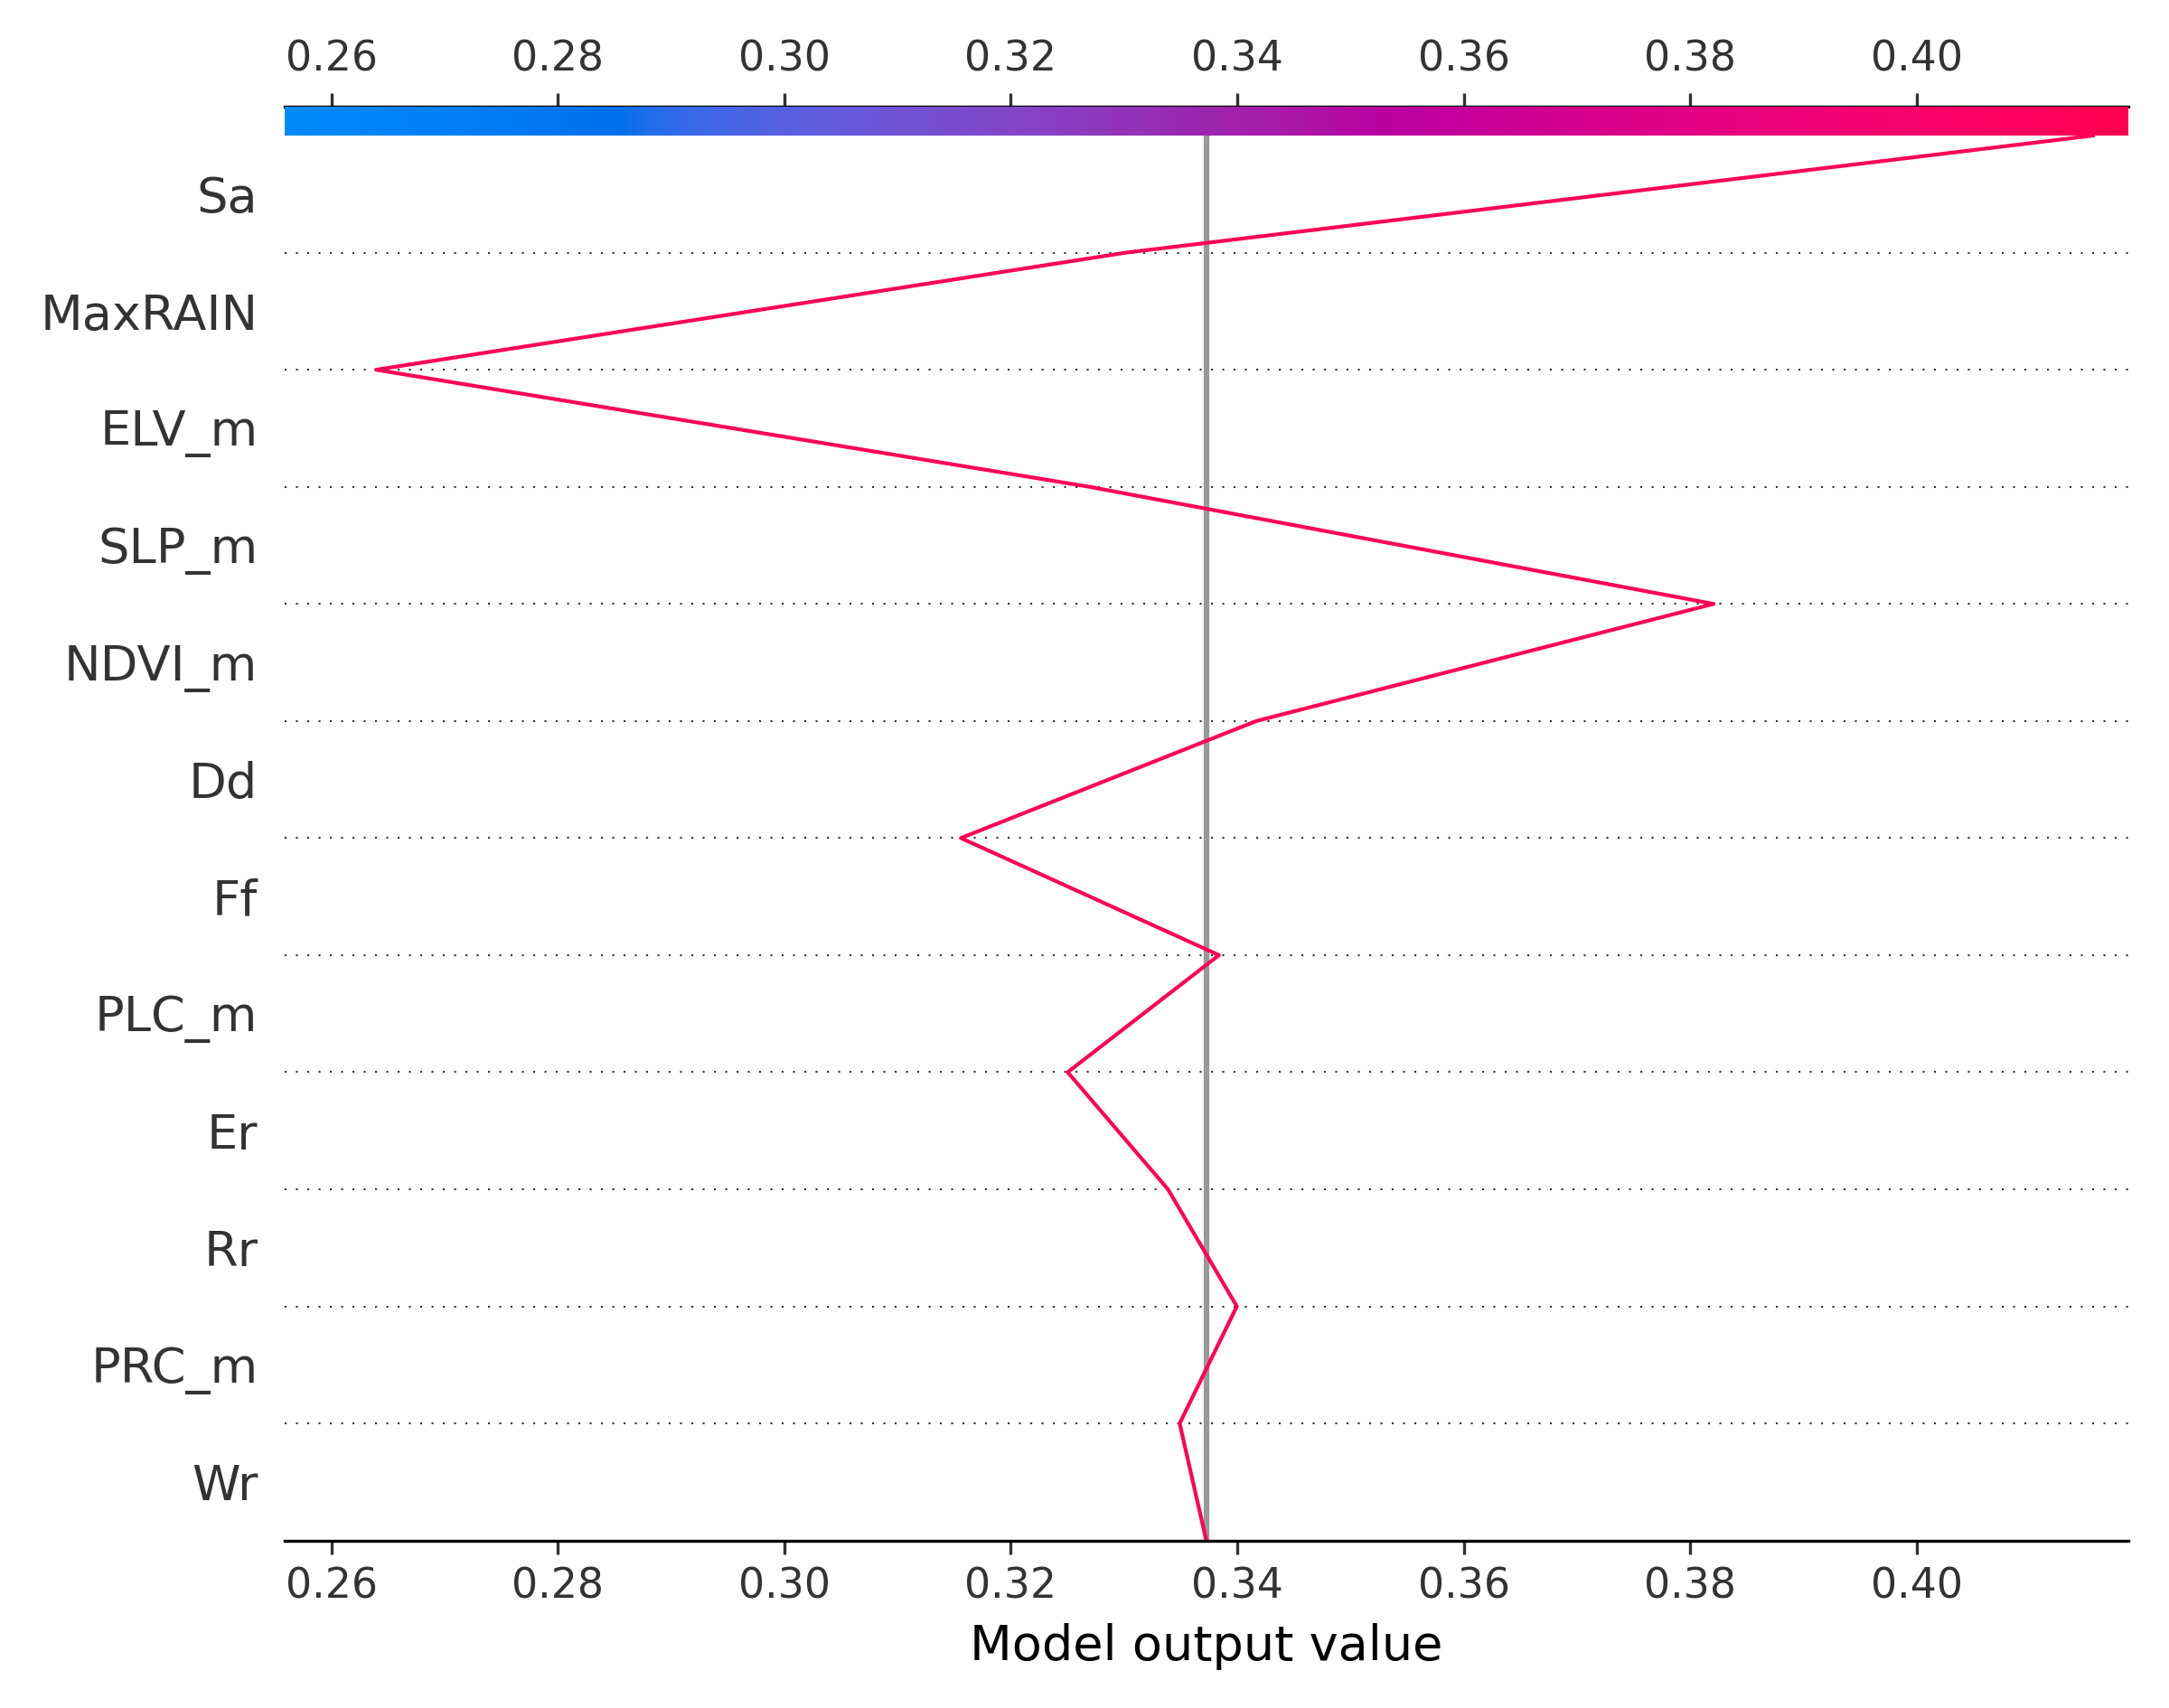 0.26 0.28 0.30 0.32 0.34 0.36 0.38 0.40
Sa
MaxRAIN
ELV_m
SLP_m
NDVI_m
Dd
Ff
PLC_m
Er
Rr
PRC_m
Wr
0.26 0.28 0.30 0.32 0.34 0.36 0.38 0.40
Model output value